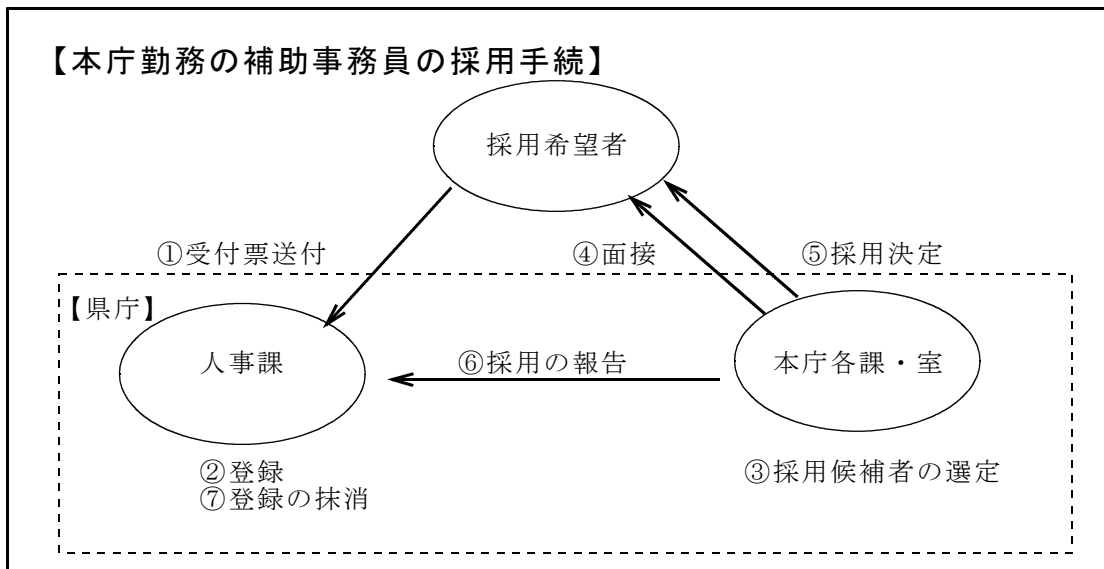 【本庁勤務の補助事務員の採用手続】
採用希望者
①受付票送付
④面接
⑤採用決定
【県庁】
人事課
⑥採用の報告
本庁各課・室
②登録
⑦登録の抹消
③採用候補者の選定